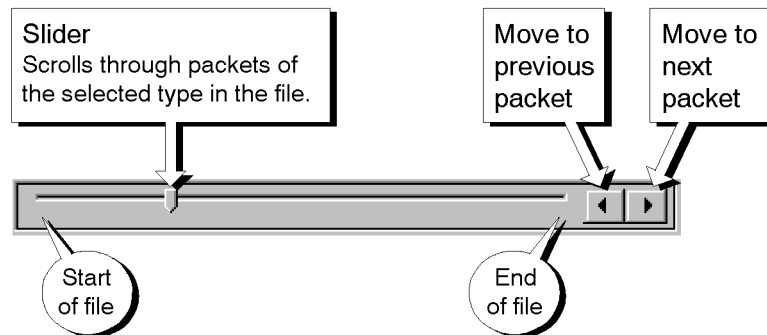 Slider
Scrolls through packets of
the selected type in the file.
Move to
previous
packet
Move to
next
packet
Start
of file
End
of file